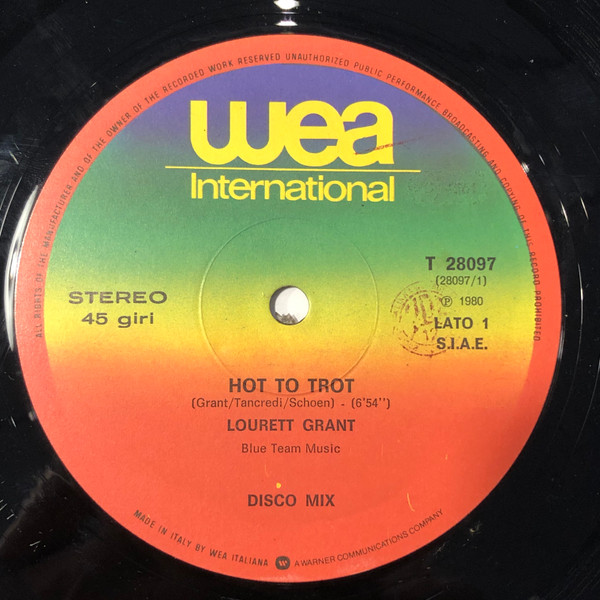 ALL RIGHTS OF THE MANUFACTURER AND OF THE OWNER OF THE RECORDED WORK RESERVED UNAUTHORIZED PUBLIC PERFORMANCE BROADCASTING AND COPYING OF THIS RECORD PROHIBITED
wea
International
T 28097
(28097/1)
STEREO
℗ 1980
45 giri
LATO 1
S.I.A.E.
HOT TO TROT
(Grant/Tancredi/Schoen) - (6'54'')
LOURETT GRANT
Blue Team Music
DISCO MIX
MADE IN ITALY BY WEA ITALIANA W A WARNER COMMUNICATIONS COMPANY